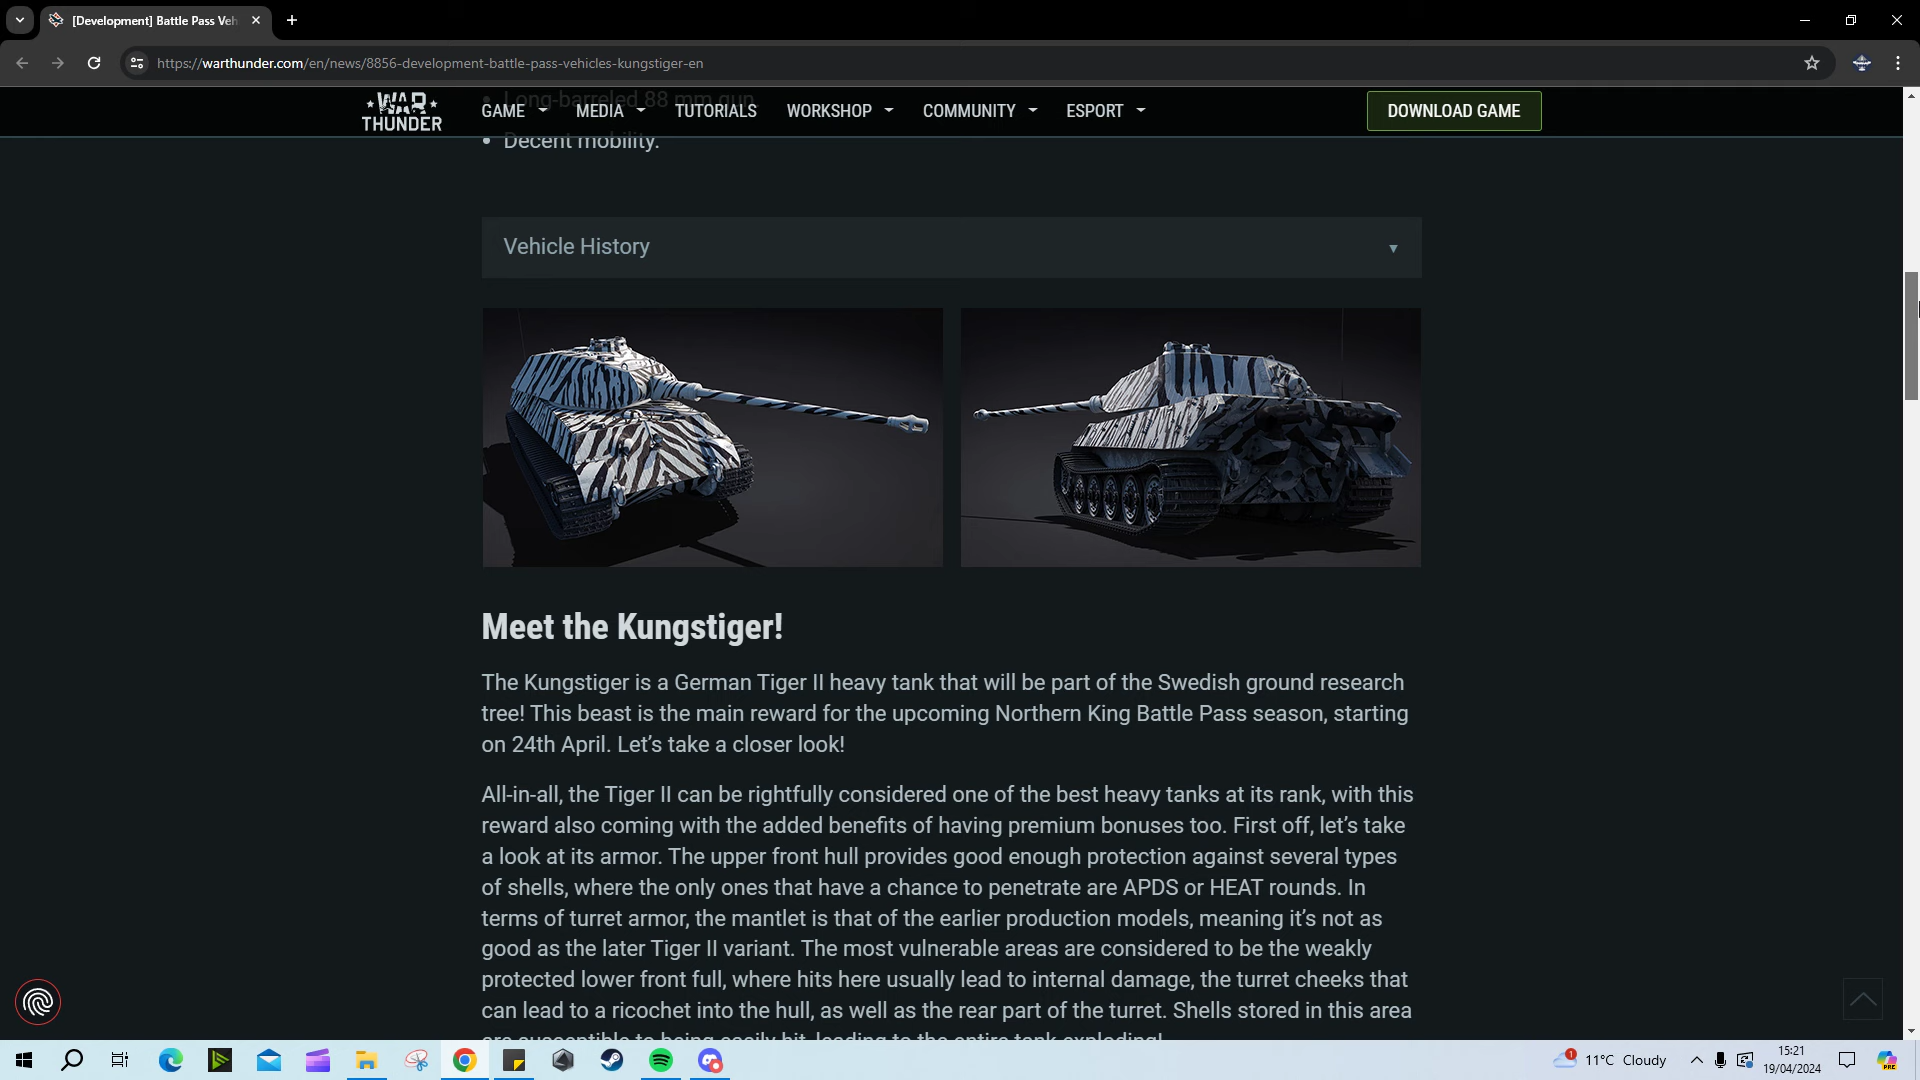 [Development] Battle Pass Veh
https://warthunder.com/en/news/8856-development-battle-pass-vehicles-kungstiger-en
WAR THUNDER
GAME MEDIA TUTORIALS WORKSHOP COMMUNITY ESPORT DOWNLOAD GAME
Long-barreled 88 mm gun.
Decent mobility.
Vehicle History
Meet the Kungstiger!
The Kungstiger is a German Tiger II heavy tank that will be part of the Swedish ground research
tree! This beast is the main reward for the upcoming Northern King Battle Pass season, starting
on 24th April. Let’s take a closer look!
All-in-all, the Tiger II can be rightfully considered one of the best heavy tanks at its rank, with this
reward also coming with the added benefits of having premium bonuses too. First off, let’s take
a look at its armor. The upper front hull provides good enough protection against several types
of shells, where the only ones that have a chance to penetrate are APDS or HEAT rounds. In
terms of turret armor, the mantlet is that of the earlier production models, meaning it’s not as
good as the later Tiger II variant. The most vulnerable areas are considered to be the weakly
protected lower front full, where hits here usually lead to internal damage, the turret cheeks that
can lead to a ricochet into the hull, as well as the rear part of the turret. Shells stored in this area
are susceptible to being easily hit, leading to the entire tank exploding!
1
11°C Cloudy
15:21
19/04/2024
PRE